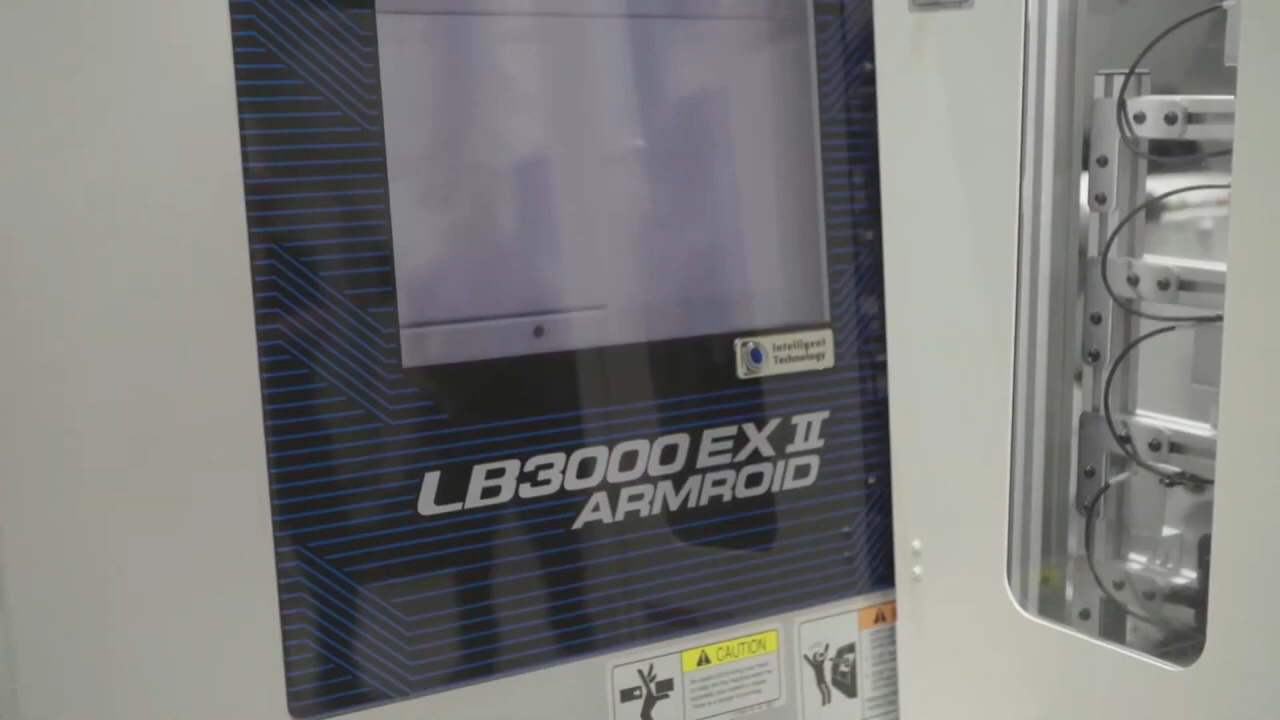 Intelligent
Technology
LB3000 EX II
ARMROID
CAUTION